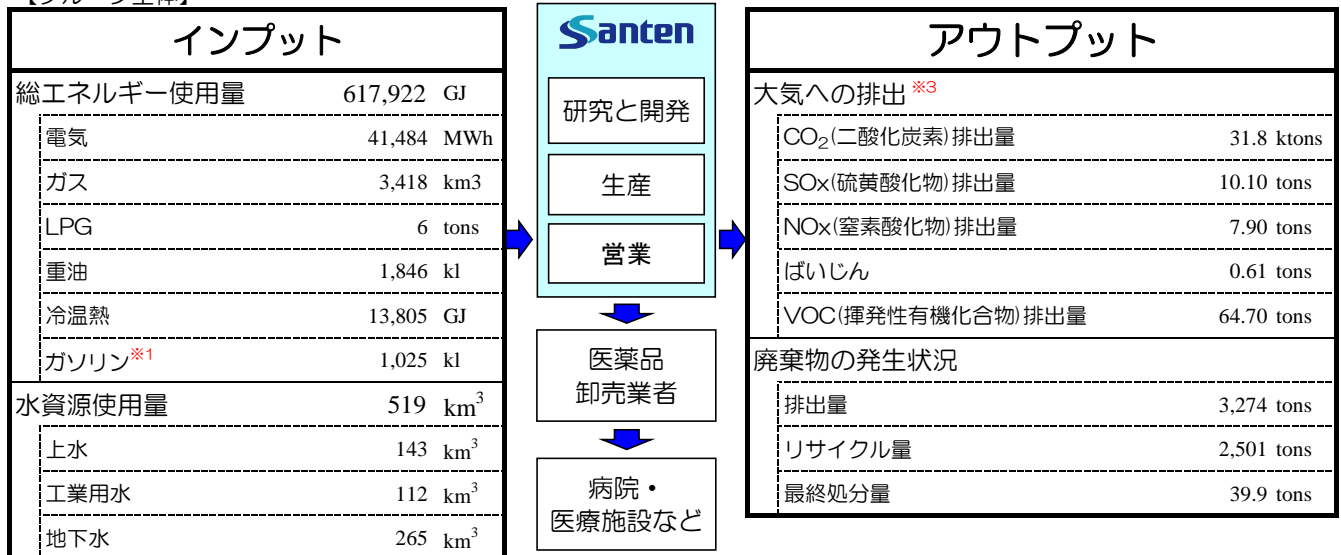 【グループ全体】
インプット
総エネルギー使用量 617,922 GJ
電気 41,484 MWh
ガス 3,418 km3
LPG 6 tons
重油 1,846 kl
冷温熱 13,805 GJ
ガソリン※1 1,025 kl
水資源使用量 519 km³
上水 143 km³
工業用水 112 km³
地下水 265 km³
Santen
研究と開発
生産
営業
医薬品
卸売業者
病院・
医療施設など
アウトプット
大気への排出※3
CO₂(二酸化炭素)排出量 31.8 ktons
SOx(硫黄酸化物)排出量 10.10 tons
NOx(窒素酸化物)排出量 7.90 tons
ばいじん 0.61 tons
VOC(揮発性有機化合物)排出量 64.70 tons
廃棄物の発生状況
排出量 3,274 tons
リサイクル量 2,501 tons
最終処分量 39.9 tons